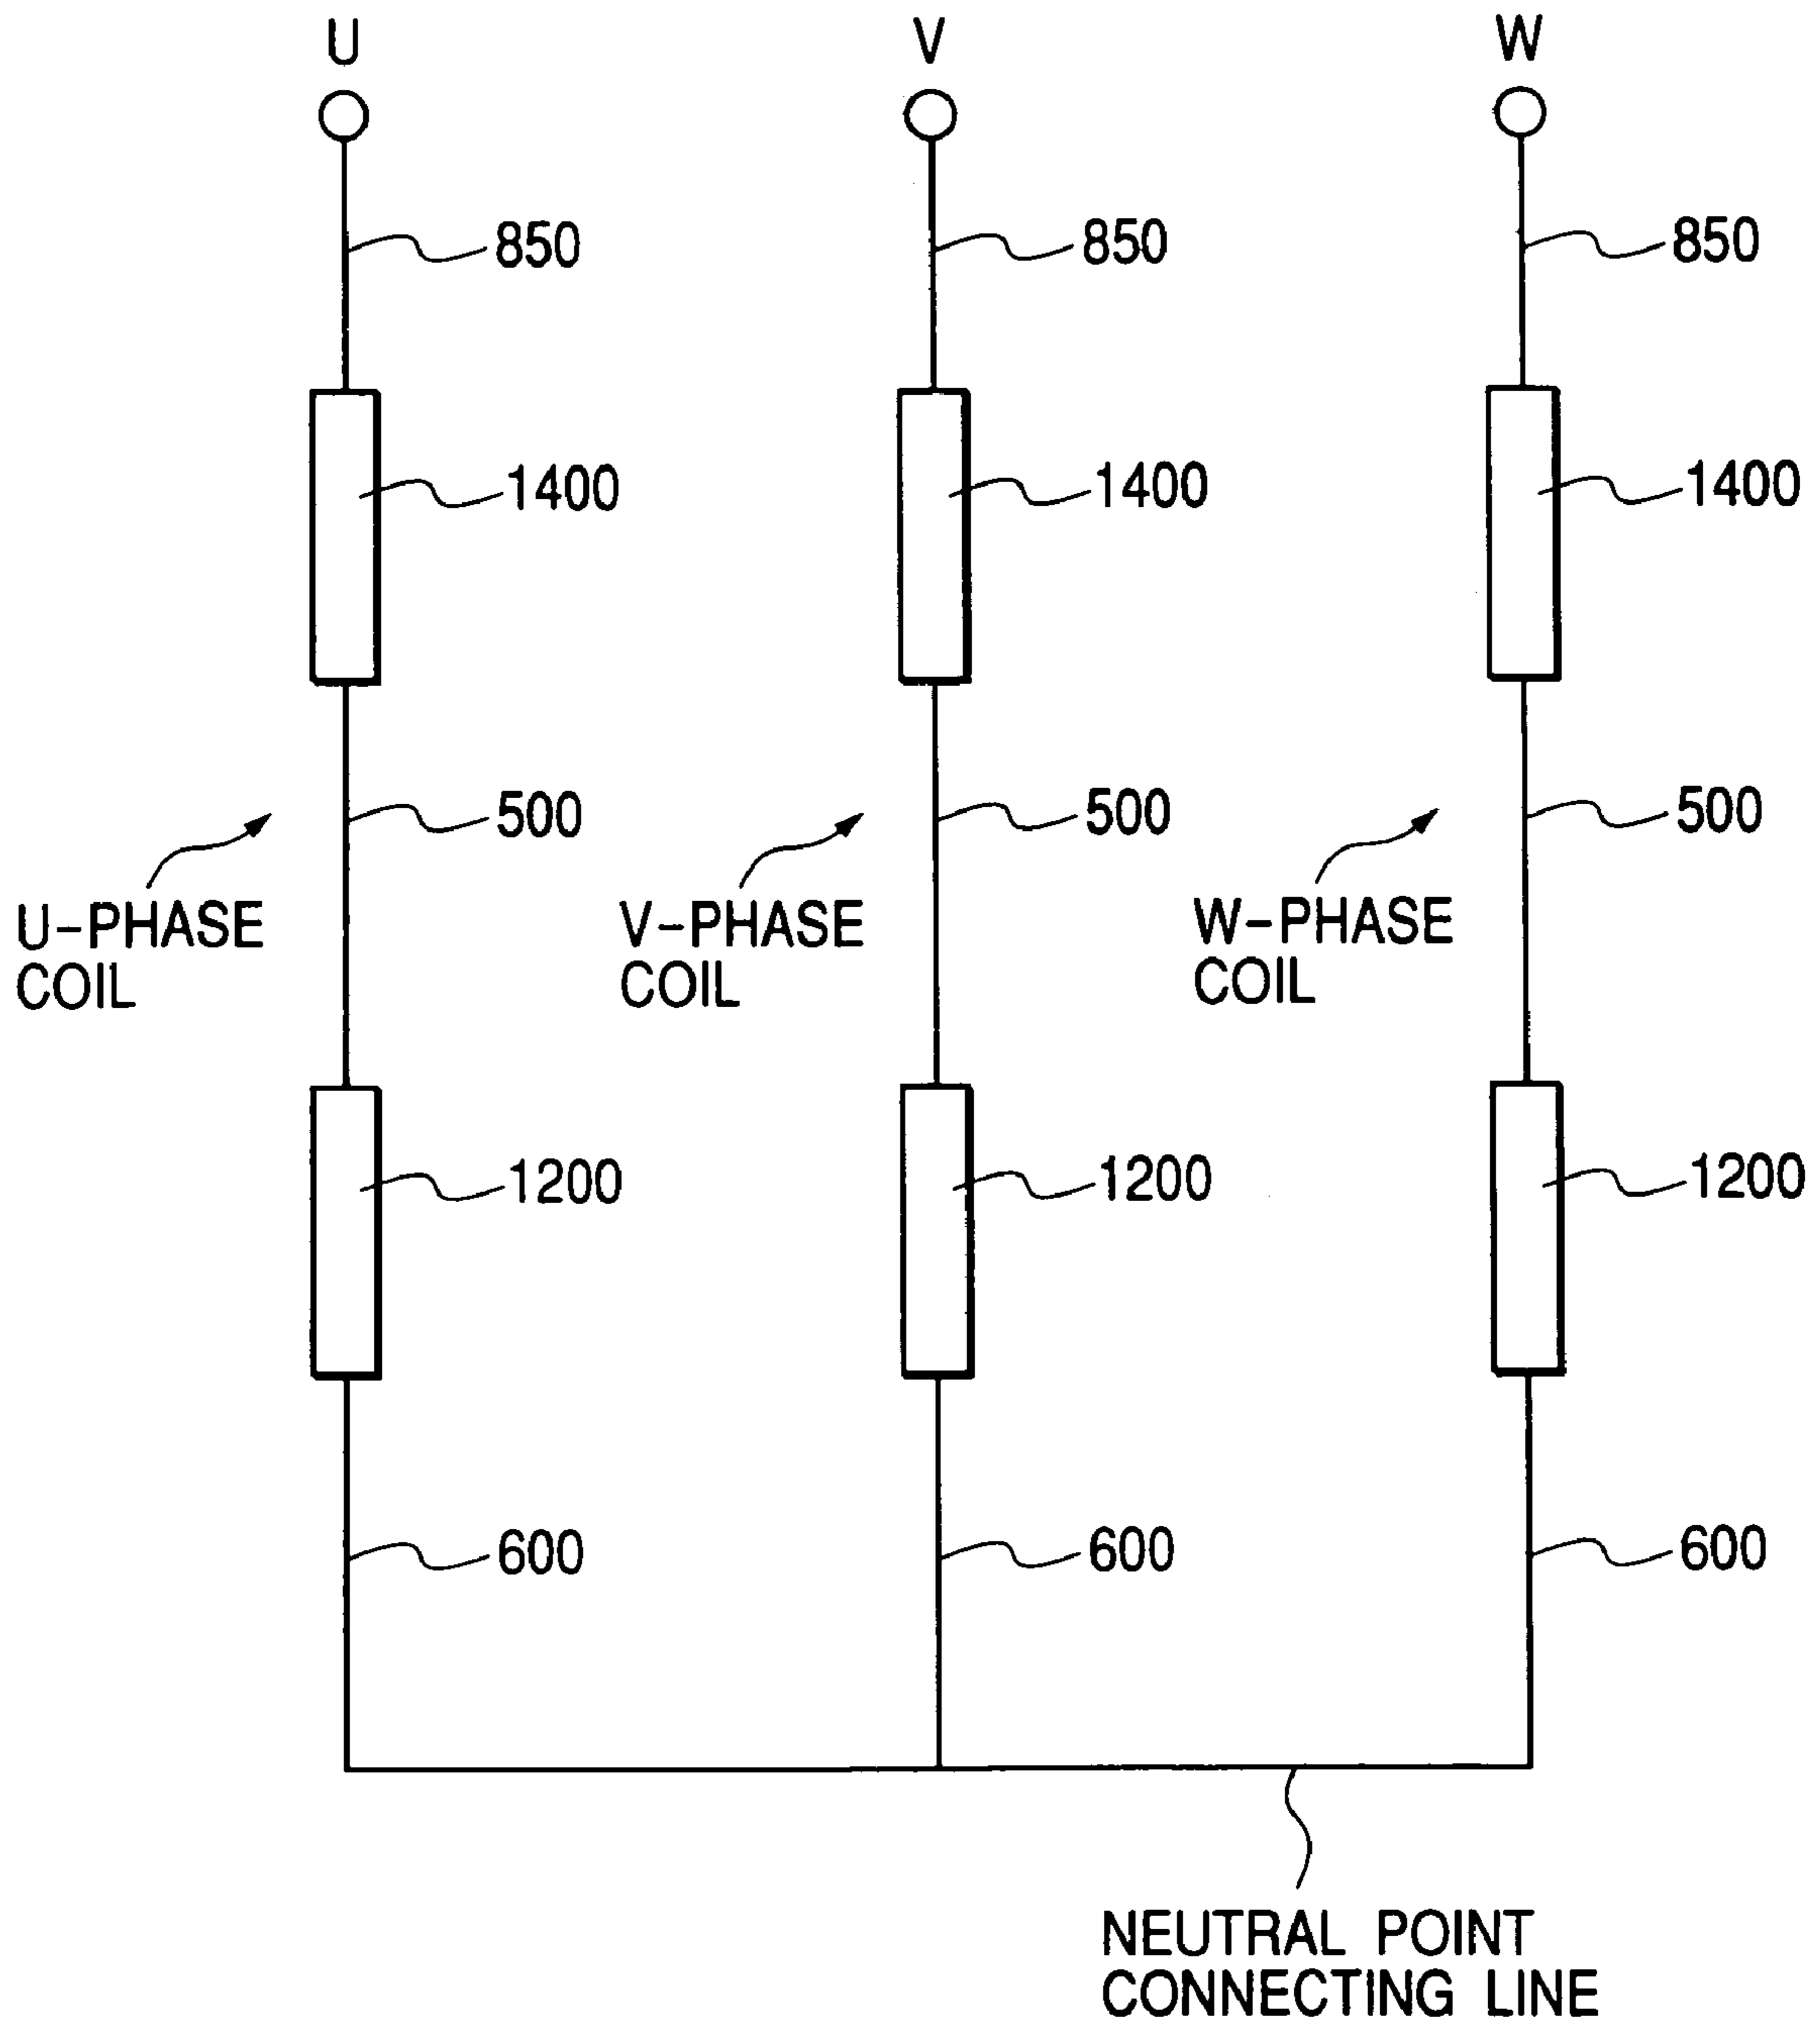 U V W
850 850 850
1400 1400 1400
500 500 500
U-PHASE
COIL
V-PHASE
COIL
W-PHASE
COIL
1200 1200 1200
600 600 600
NEUTRAL POINT
CONNECTING LINE